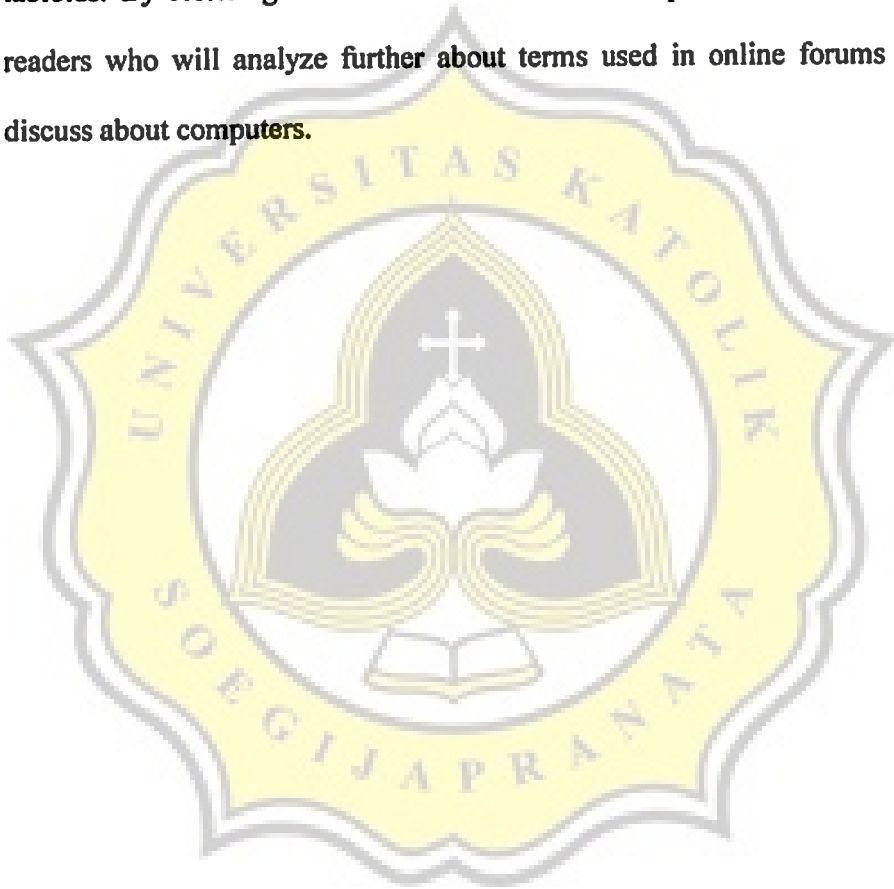 readers who will analyze further about terms used in online forums
discuss about computers.
UNIVERSITAS KATOLIK
SOEGIJAPRANATA